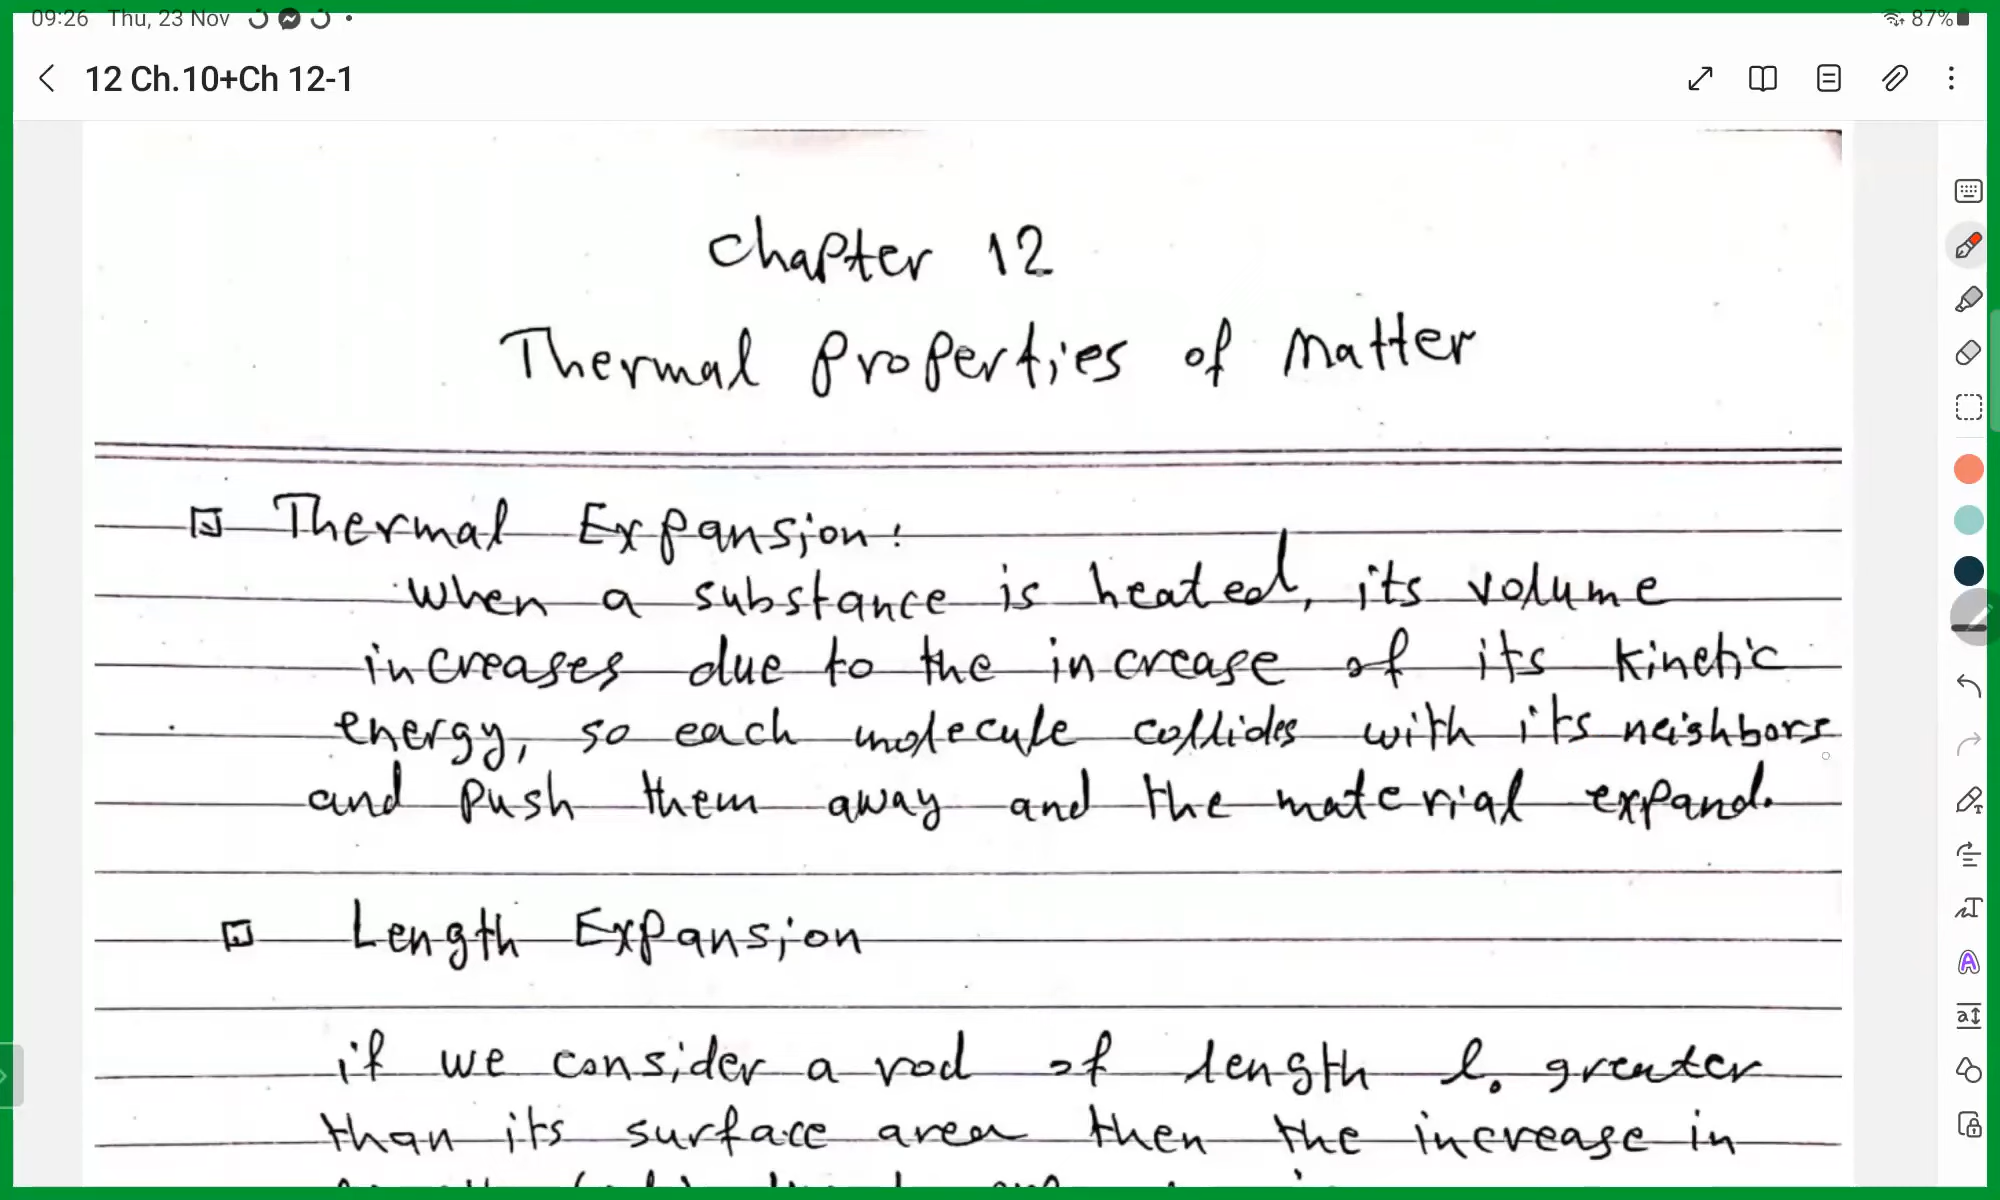 09:26 Thu, 23 Nov
87%
12 Ch.10+Ch 12-1
Chapter 12
Thermal Properties of Matter
Thermal Expansion:
When a substance is heated, its volume
increases due to the increase of its kinetic
energy, so each molecule collides with its neighbors
and push them away and the material expand.
Length Expansion
if we consider a rod of length l. greater
than its surface area then the increase in